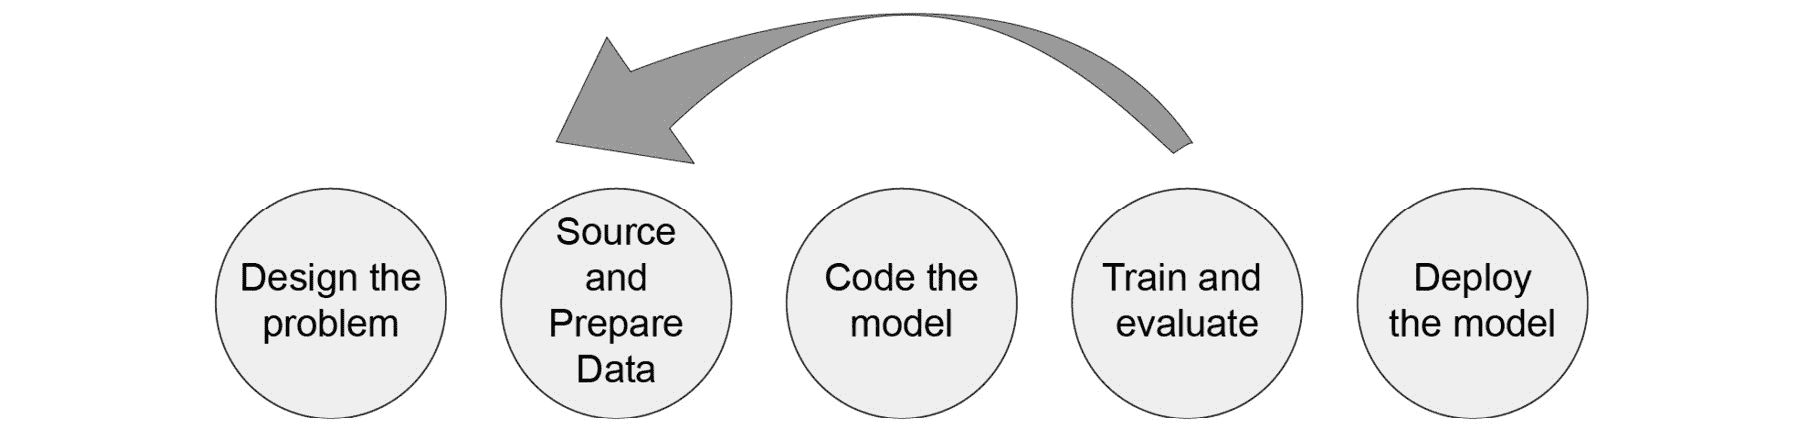 Design the
problem
Source
and
Prepare
Data
Code the
model
Train and
evaluate
Deploy
the model